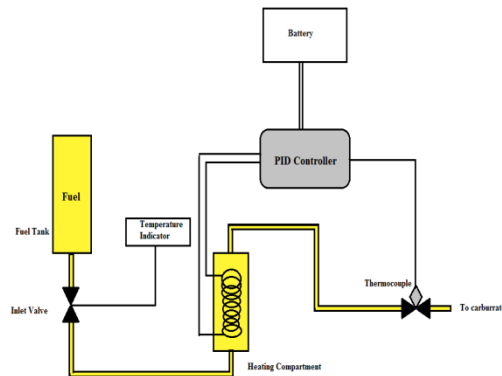 Battery
PID Controller
Fuel
Fuel Tank
Temperature
Indicator
Thermocouple
Inlet Valve
To carburrat
Heating Compartment